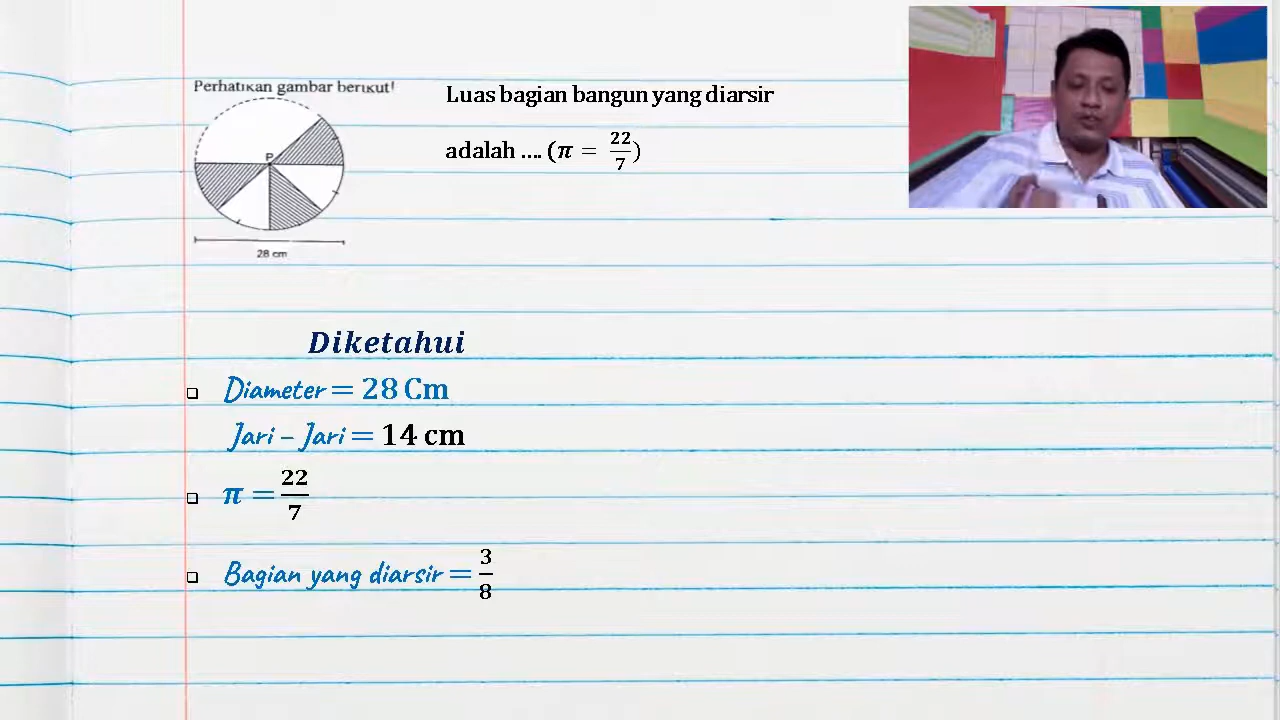 Perhatikan gambar berikut!
P
28 cm
Luas bagian bangun yang diarsir
adalah .... (π = 22/7)
Diketahui
❑ Diameter = 28 Cm
Jari – Jari = 14 cm
❑ π = 22/7
❑ Bagian yang diarsir = 3/8